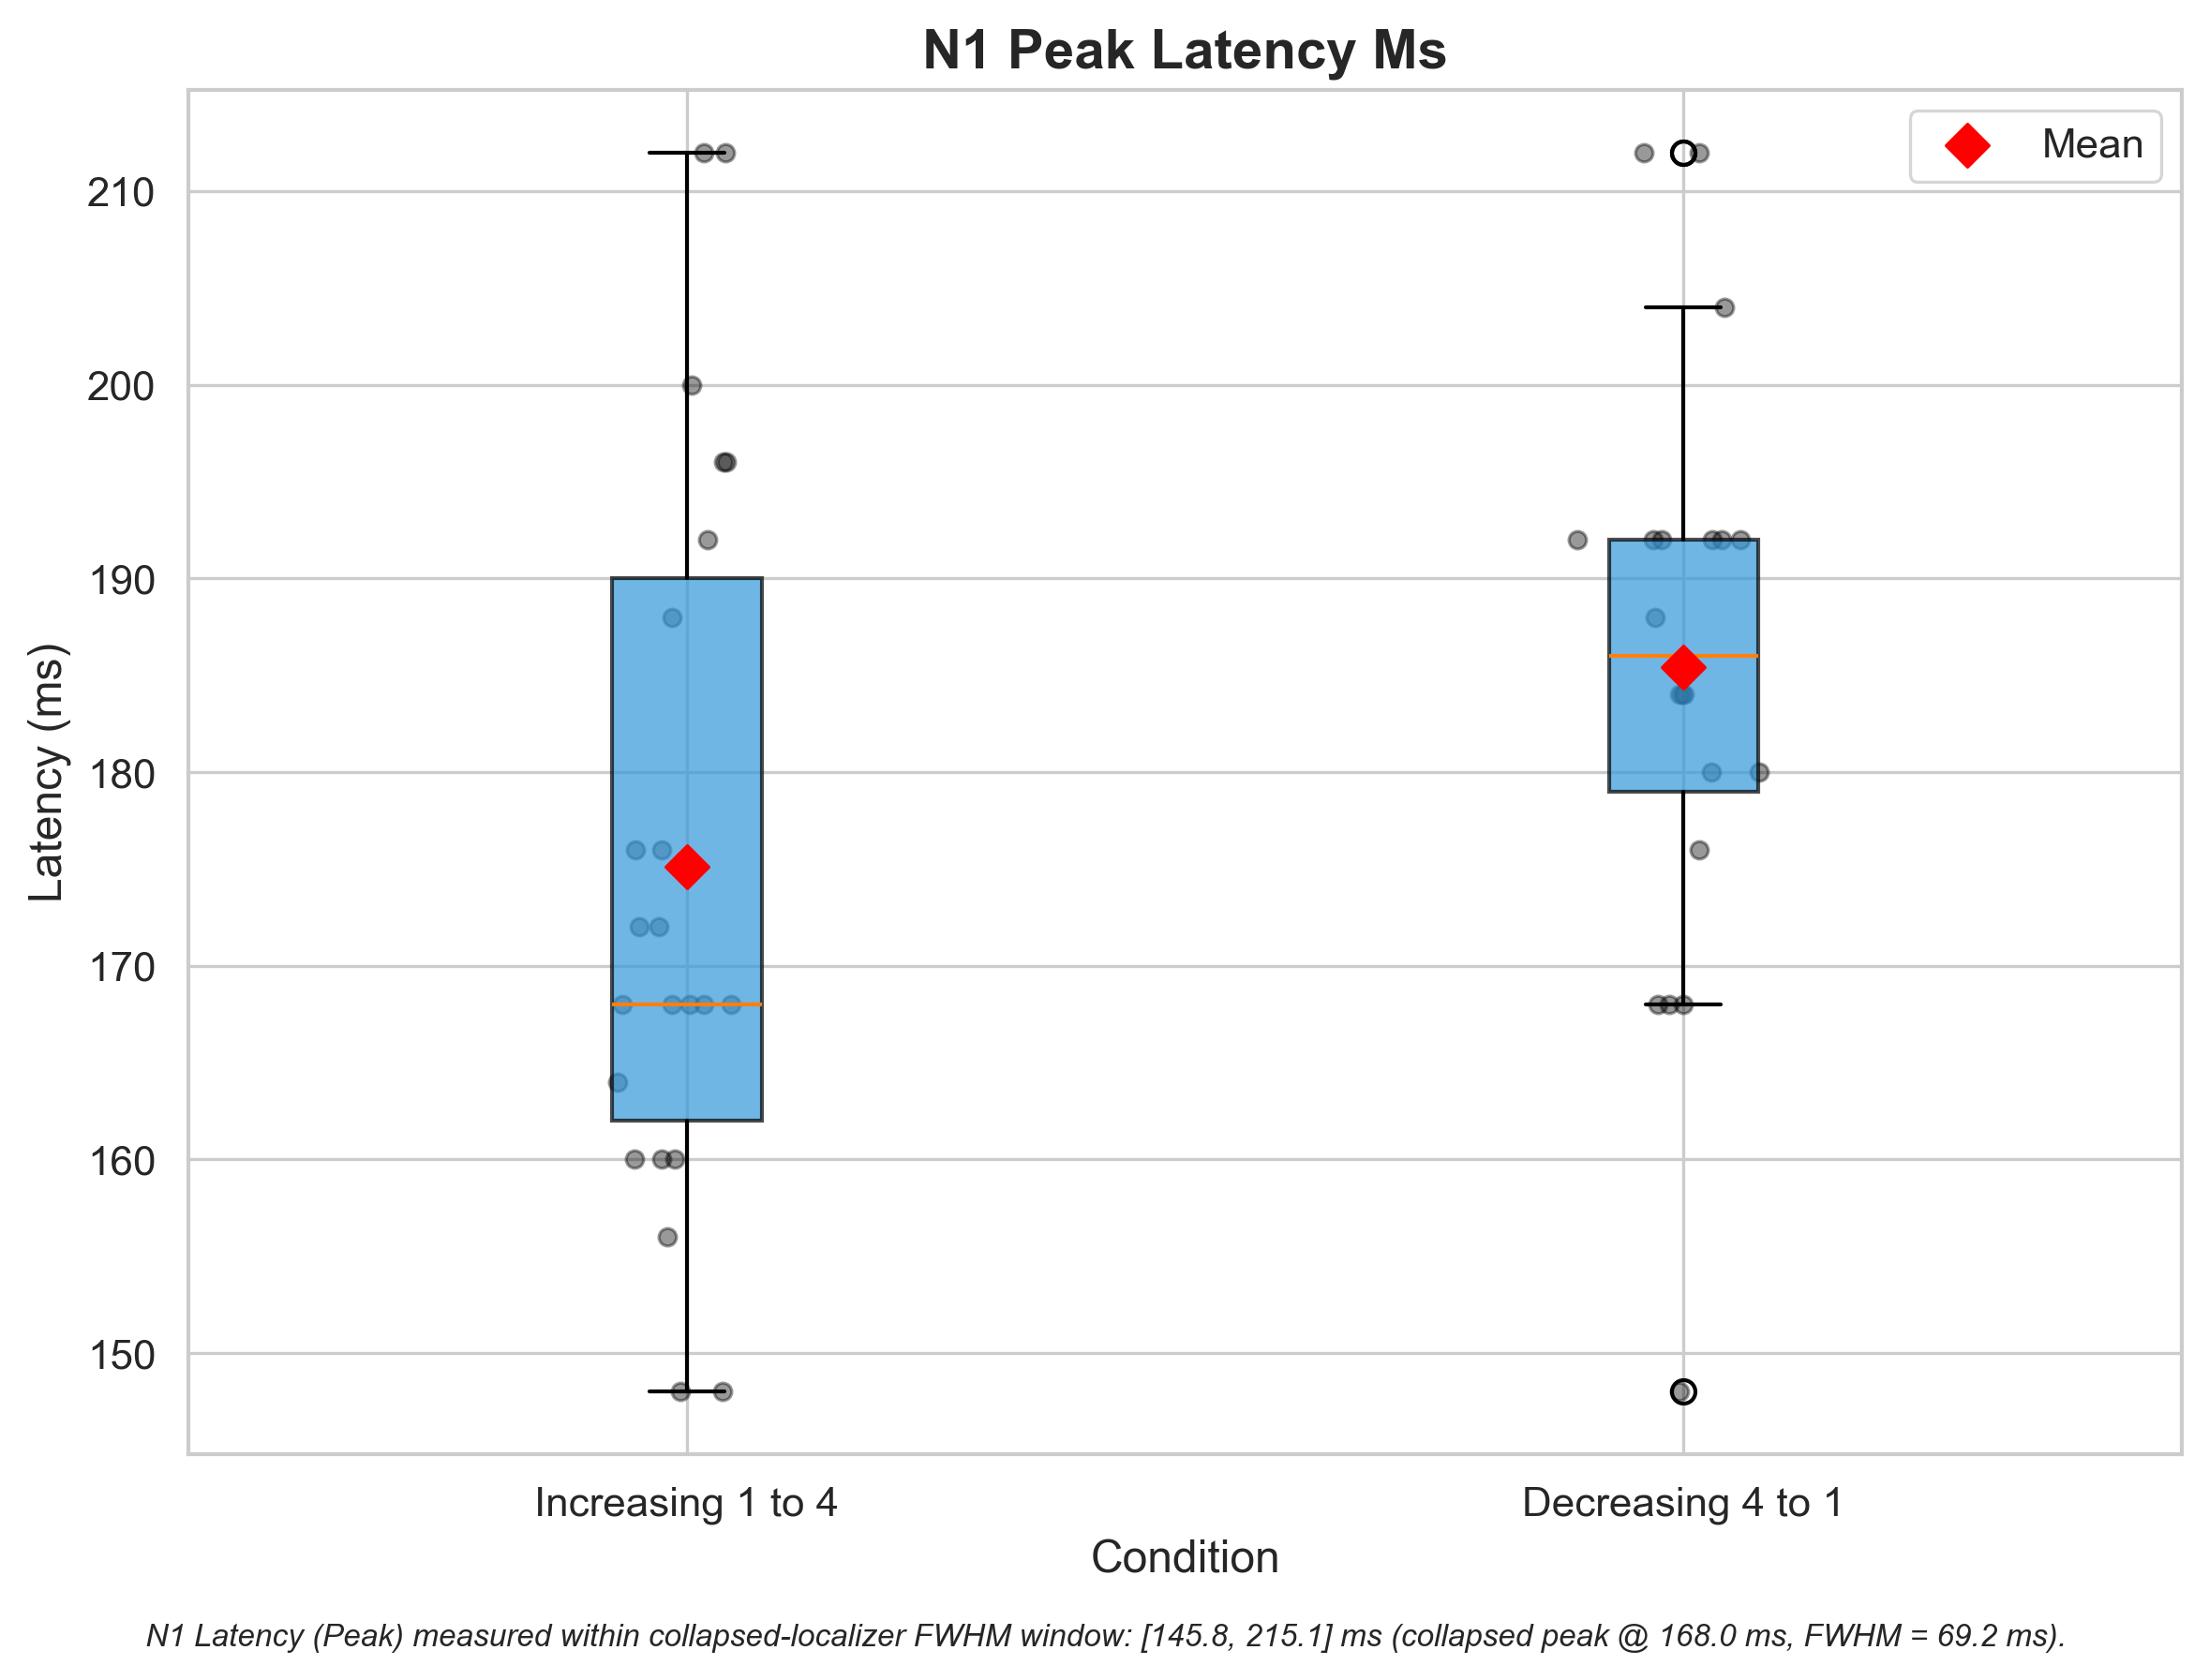 N1 Peak Latency Ms
Mean
210
200
190
180
170
160
150
Latency (ms)
Increasing 1 to 4
Decreasing 4 to 1
Condition
N1 Latency (Peak) measured within collapsed-localizer FWHM window: [145.8, 215.1] ms (collapsed peak @ 168.0 ms, FWHM = 69.2 ms).